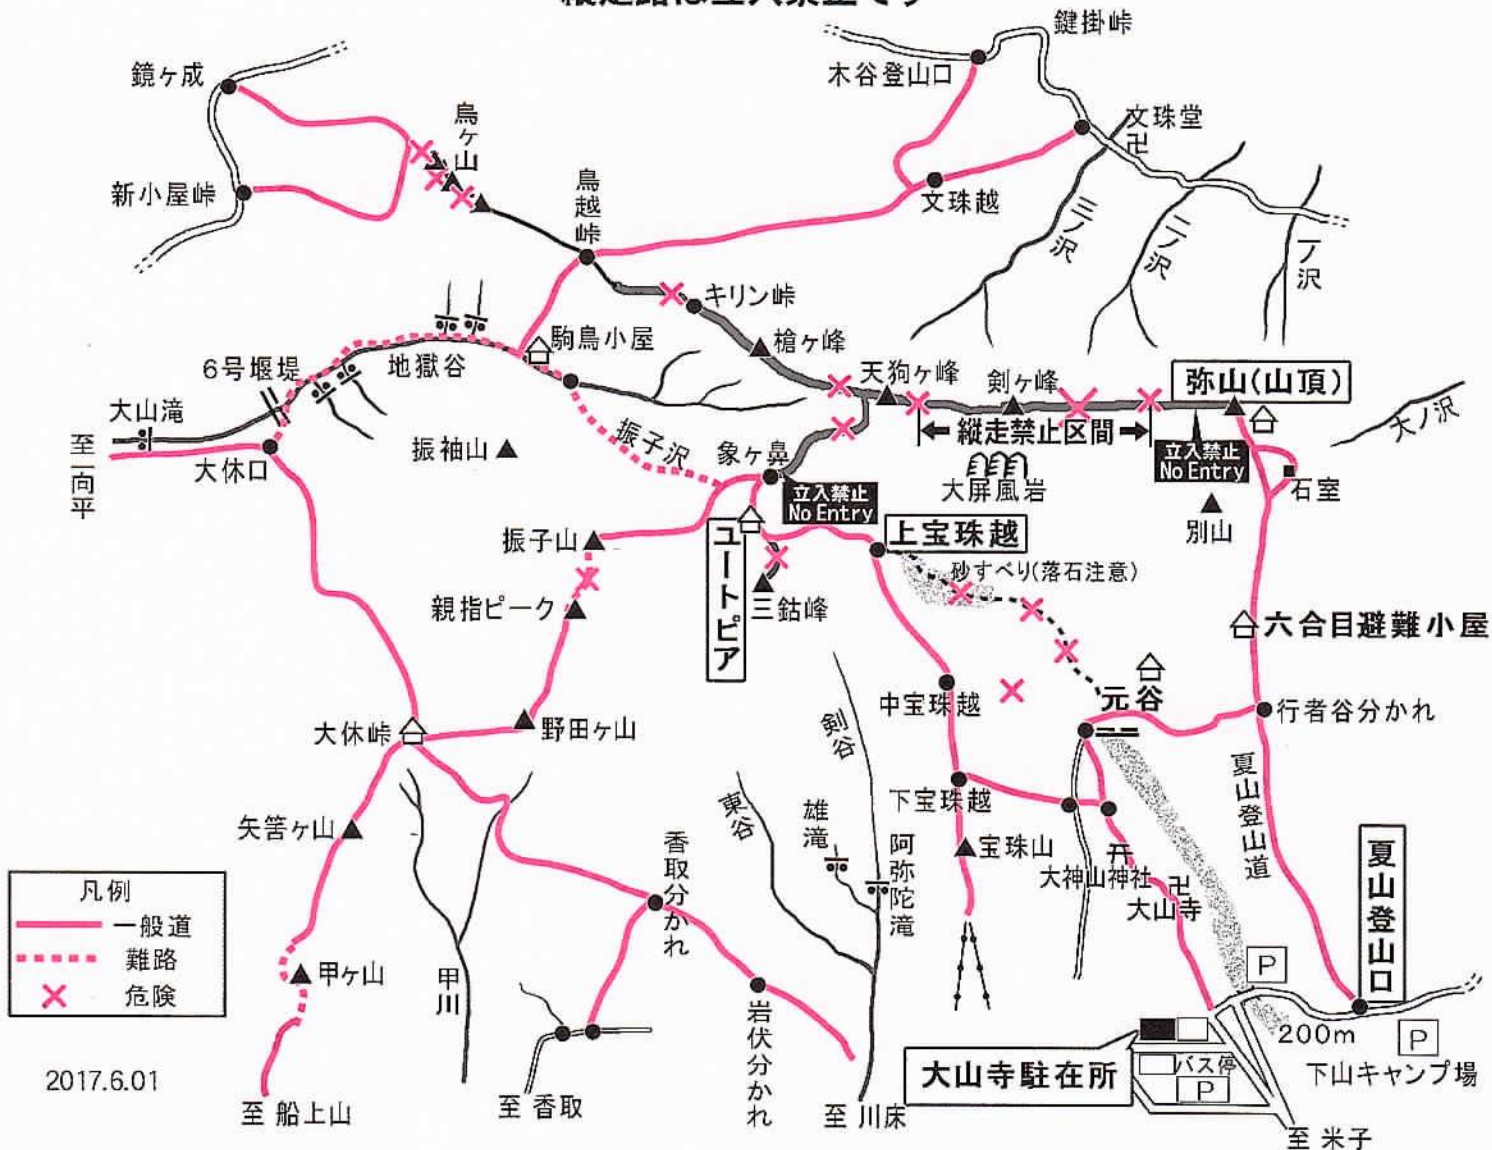 鍵掛峠
鏡ヶ成
木谷登山口
烏ヶ山
文珠堂
新小屋峠
鳥越峠
文珠越
三ノ沢
二ノ沢
一ノ沢
キリン峠
駒鳥小屋
槍ヶ峰
地獄谷
6号堰堤
天狗ヶ峰
剣ヶ峰
弥山(山頂)
大山滝
大ノ沢
縦走禁止区間
至一向平
大休口
振袖山
振子沢
象ヶ鼻
立入禁止
No Entry
立入禁止
No Entry
大屏風岩
石室
別山
振子山
ユートピア
上宝珠越
砂すべり(落石注意)
親指ピーク
三鈷峰
六合目避難小屋
中宝珠越
元谷
行者谷分かれ
大休峠
野田ヶ山
剣谷
夏山登山道
下宝珠越
東谷
雄滝
矢筈ヶ山
香取分かれ
阿弥陀滝
宝珠山
大神山神社
大山寺
夏山登山口
凡例
一般道
難路
危険
甲ヶ山
甲川
P
岩伏分かれ
200m
P
大山寺駐在所
バス停
P
下山キャンプ場
2017.6.01
至 船上山
至 香取
至 川床
至 米子